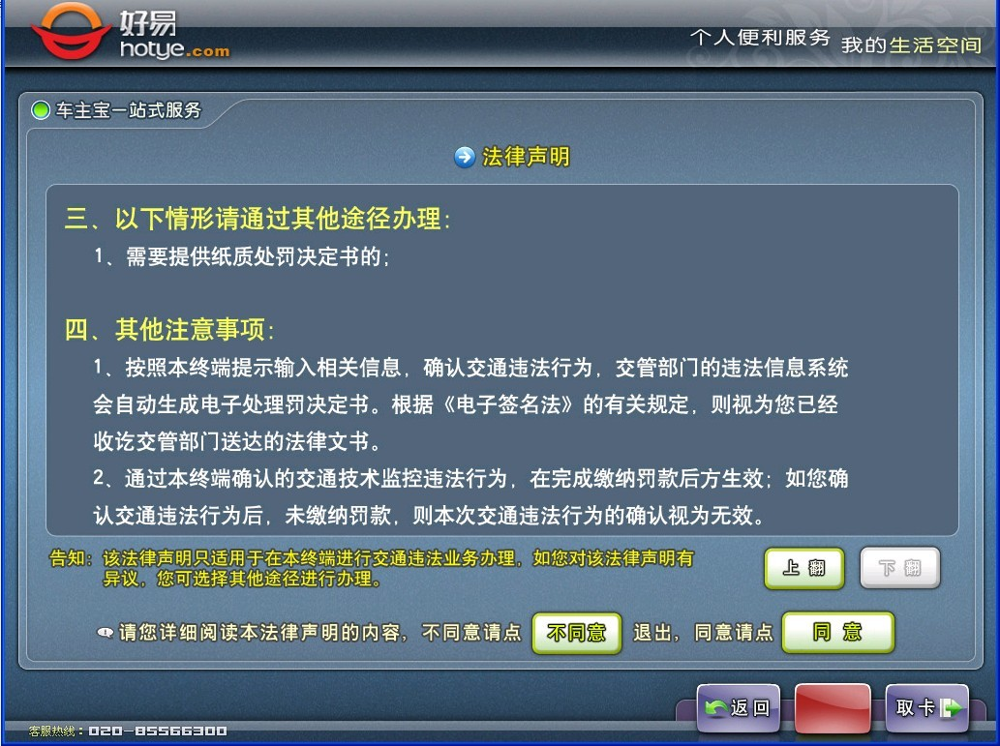 好易
hotye.com
个人便利服务 我的生活空间
车主宝一站式服务
法律声明
三、以下情形请通过其他途径办理:
1、需要提供纸质处罚决定书的;
四、其他注意事项:
1、按照本终端提示输入相关信息，确认交通违法行为，交管部门的违法信息系统
会自动生成电子处理罚决定书。根据《电子签名法》的有关规定，则视为您已经
收讫交管部门送达的法律文书。
2、通过本终端确认的交通技术监控违法行为，在完成缴纳罚款后方生效；如您确
认交通违法行为后，未缴纳罚款，则本次交通违法行为的确认视为无效。
告知：该法律声明只适用于在本终端进行交通违法业务办理，如您对该法律声明有
异议，您可选择其他途径进行办理。
上翻 下翻
请您详细阅读本法律声明的内容，不同意请点 不同意 退出，同意请点 同意
返回 取卡
客服热线：020-85566300